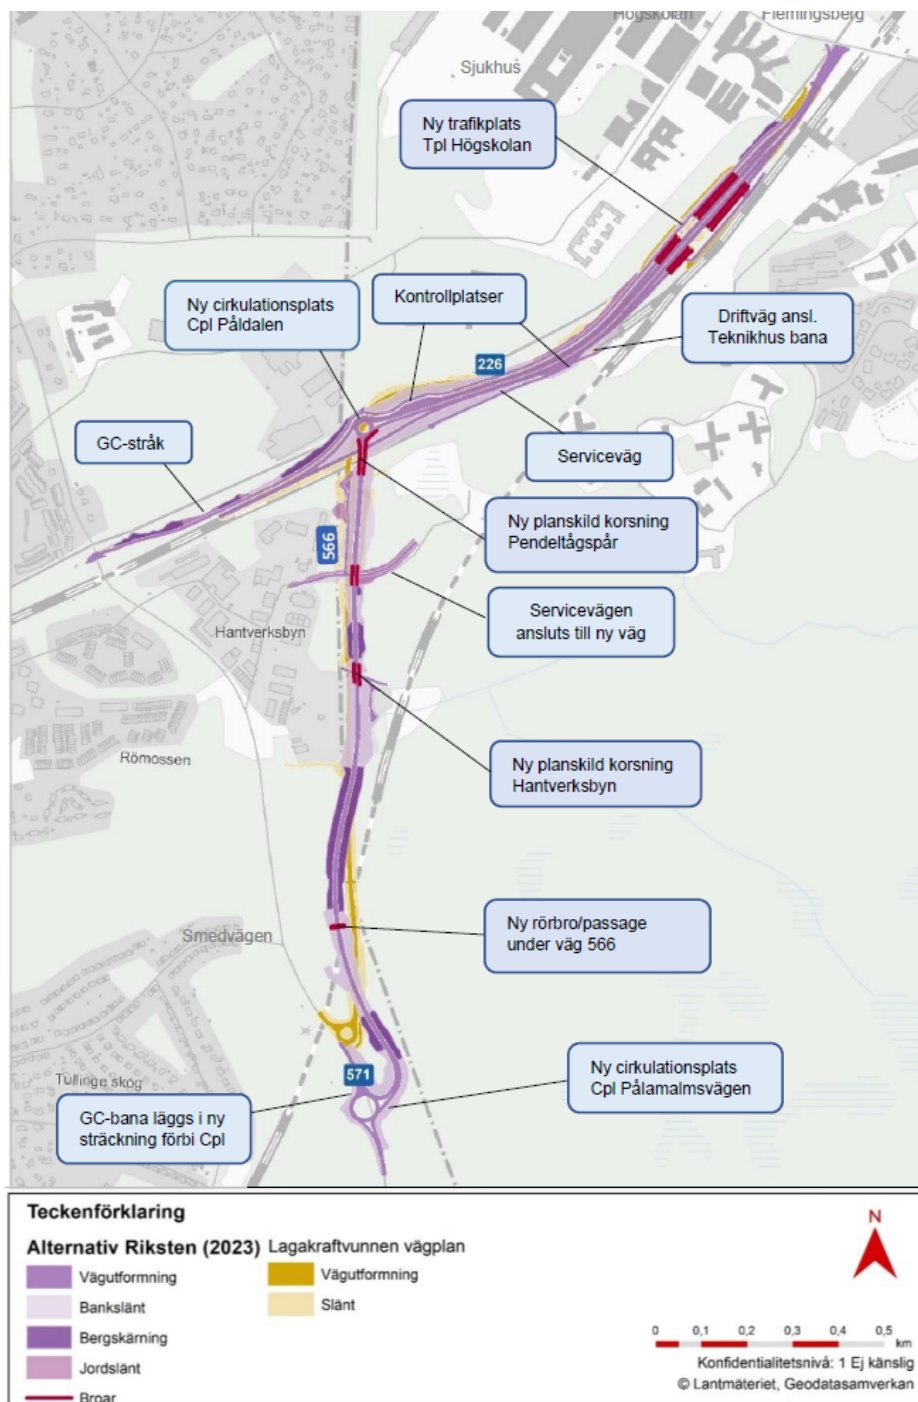 Högskolan
Flemingsberg
Sjukhus
Ny trafikplats
Tpl Högskolan
Ny cirkulationsplats
Cpl Påldalen
Kontrollplatser
Driftväg ansl.
Teknikhus bana
226
GC-stråk
Serviceväg
Ny planskild korsning
Pendeltågspår
566
Servicevägen
ansluts till ny väg
Hantverksbyn
Römossen
Ny planskild korsning
Hantverksbyn
Ny rörbro/passage
under väg 566
Smedvägen
Ny cirkulationsplats
Cpl Pålamalmsvägen
571
Tullinge skog
GC-bana läggs i ny
sträckning förbi Cpl
Teckenförklaring
Alternativ Riksten (2023) Lagakraftvunnen vägplan
Vägutformning
Vägutformning
Bankslänt
Slänt
Bergskärning
Jordslänt
Broar
N
0 0,1 0,2 0,3 0,4 0,5
km
Konfidentialitetsnivå: 1 Ej känslig
© Lantmäteriet, Geodatasamverkan